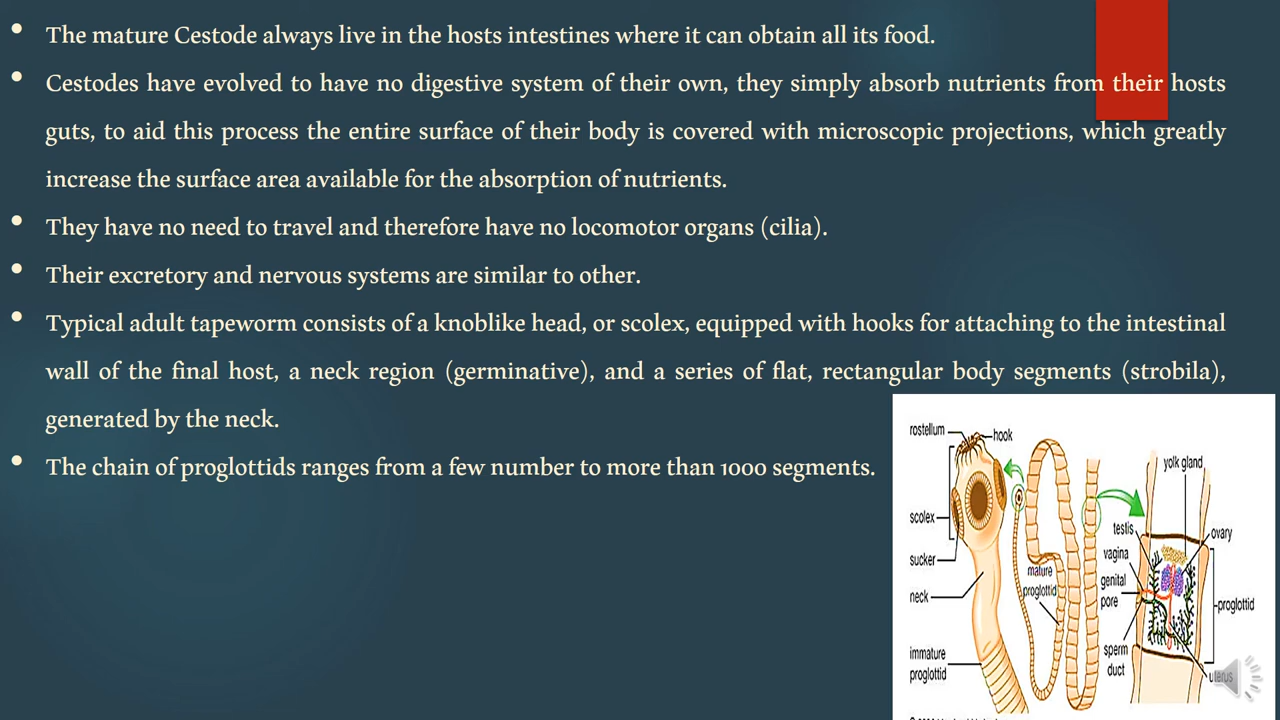 • The mature Cestode always live in the hosts intestines where it can obtain all its food.
• Cestodes have evolved to have no digestive system of their own, they simply absorb nutrients from their hosts
guts, to aid this process the entire surface of their body is covered with microscopic projections, which greatly
increase the surface area available for the absorption of nutrients.
• They have no need to travel and therefore have no locomotor organs (cilia).
• Their excretory and nervous systems are similar to other.
• Typical adult tapeworm consists of a knoblike head, or scolex, equipped with hooks for attaching to the intestinal
wall of the final host, a neck region (germinative), and a series of flat, rectangular body segments (strobila),
generated by the neck.
• The chain of proglottids ranges from a few number to more than 1000 segments.
rostellum
hook
scolex
sucker
neck
immature
proglottid
mature
proglottid
yolk gland
testis
ovary
vagina
genital
pore
proglottid
sperm
duct
uterus